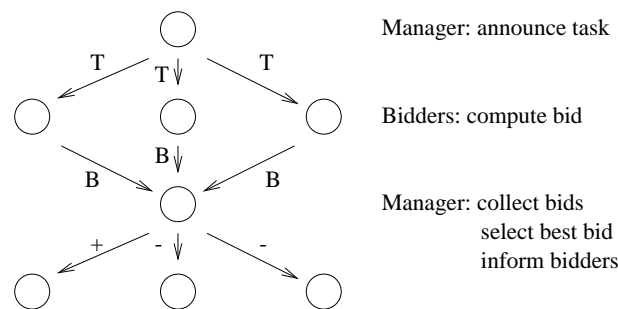 Manager: announce task
T
T
T
Bidders: compute bid
B
B
B
Manager: collect bids
select best bid
inform bidders
+
-
-